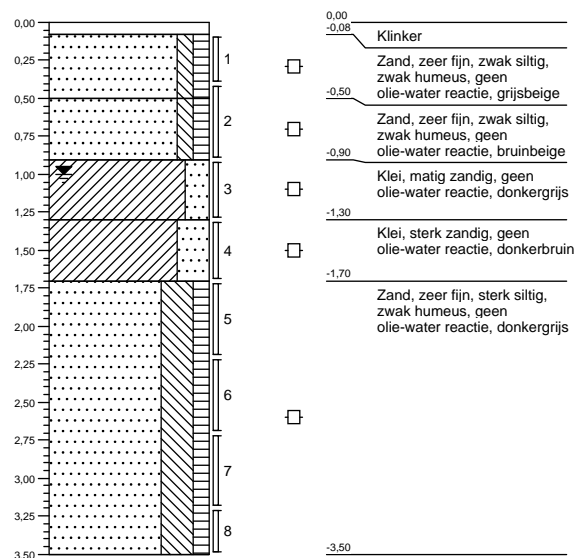 0,00
0,25
0,50
0,75
1,00
1,25
1,50
1,75
2,00
2,25
2,50
2,75
3,00
3,25
3,50
1
2
3
4
5
6
7
8
0,00
-0,08
Klinker
Zand, zeer fijn, zwak siltig,
zwak humeus, geen
olie-water reactie, grijsbeige
-0,50
Zand, zeer fijn, zwak siltig,
zwak humeus, geen
olie-water reactie, bruinbeige
-0,90
Klei, matig zandig, geen
olie-water reactie, donkergrijs
-1,30
Klei, sterk zandig, geen
olie-water reactie, donkerbruin
-1,70
Zand, zeer fijn, sterk siltig,
zwak humeus, geen
olie-water reactie, donkergrijs
-3,50